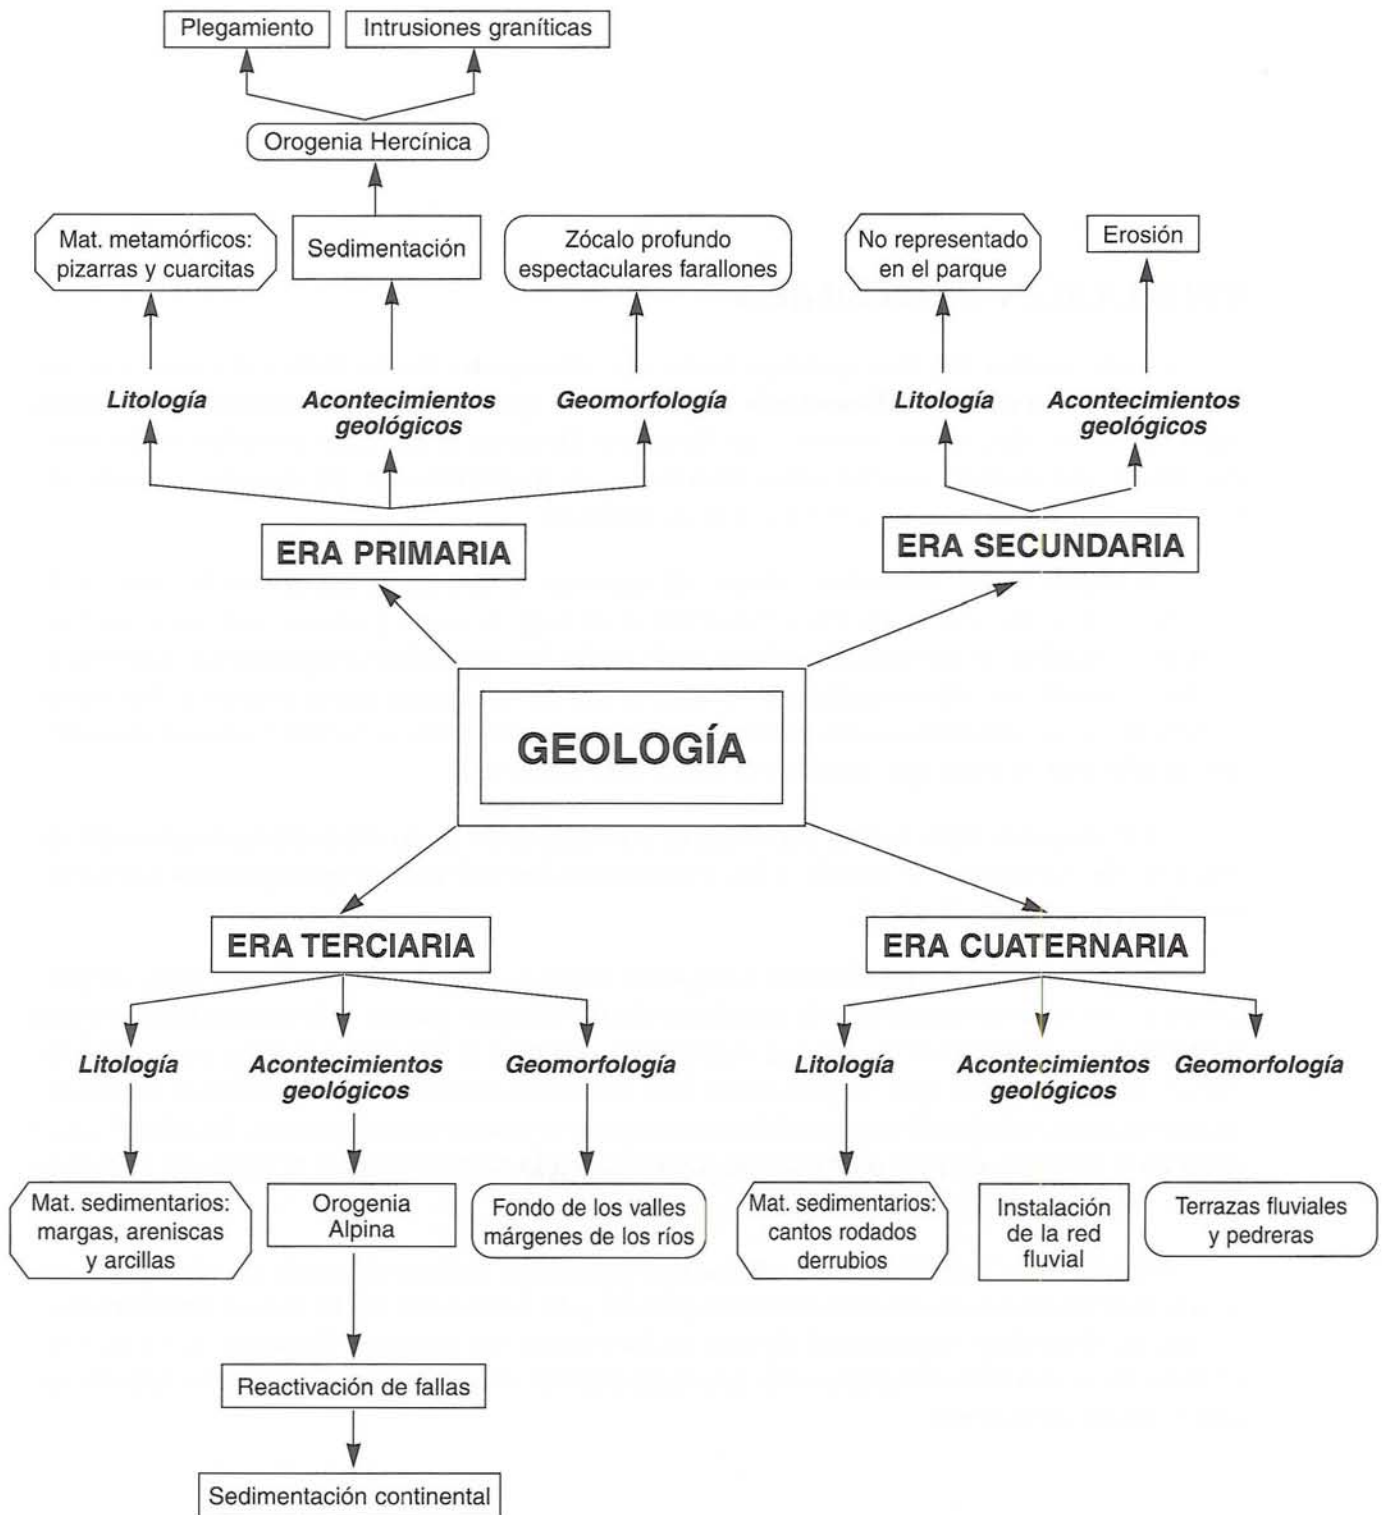 Plegamiento
Intrusiones graníticas
Orogenia Hercínica
Mat. metamórficos:
pizarras y cuarcitas
Sedimentación
Zócalo profundo
espectaculares farallones
No representado
en el parque
Erosión
Litología
Acontecimientos
geológicos
Geomorfología
Litología
Acontecimientos
geológicos
ERA PRIMARIA
ERA SECUNDARIA
GEOLOGÍA
ERA TERCIARIA
ERA CUATERNARIA
Litología
Acontecimientos
geológicos
Geomorfología
Litología
Acontecimientos
geológicos
Geomorfología
Mat. sedimentarios:
margas, areniscas
y arcillas
Orogenia
Alpina
Fondo de los valles
márgenes de los ríos
Mat. sedimentarios:
cantos rodados
derrubios
Instalación
de la red
fluvial
Terrazas fluviales
y pedreras
Reactivación de fallas
Sedimentación continental